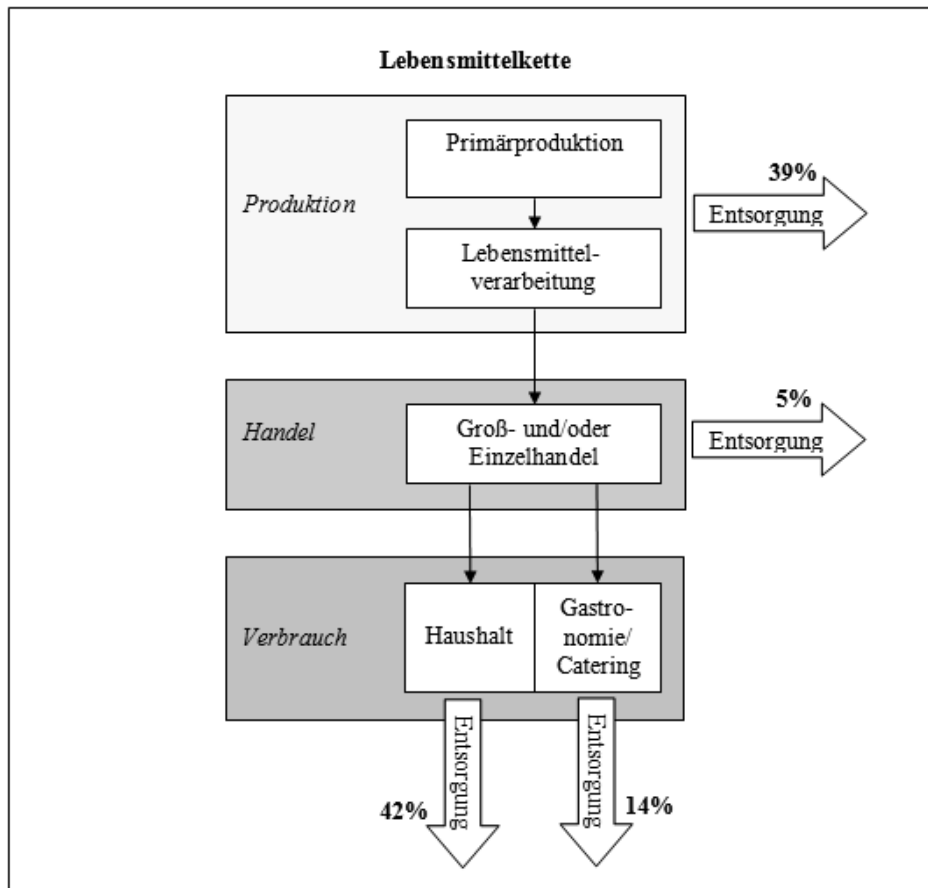 Lebensmittelkette
Primärproduktion
39%
Produktion
Entsorgung
Lebensmittel-
verarbeitung
5%
Handel
Groß- und/oder
Einzelhandel
Entsorgung
Verbrauch
Haushalt
Gastro-
nomie/
Catering
Entsorgung
Entsorgung
42%
14%